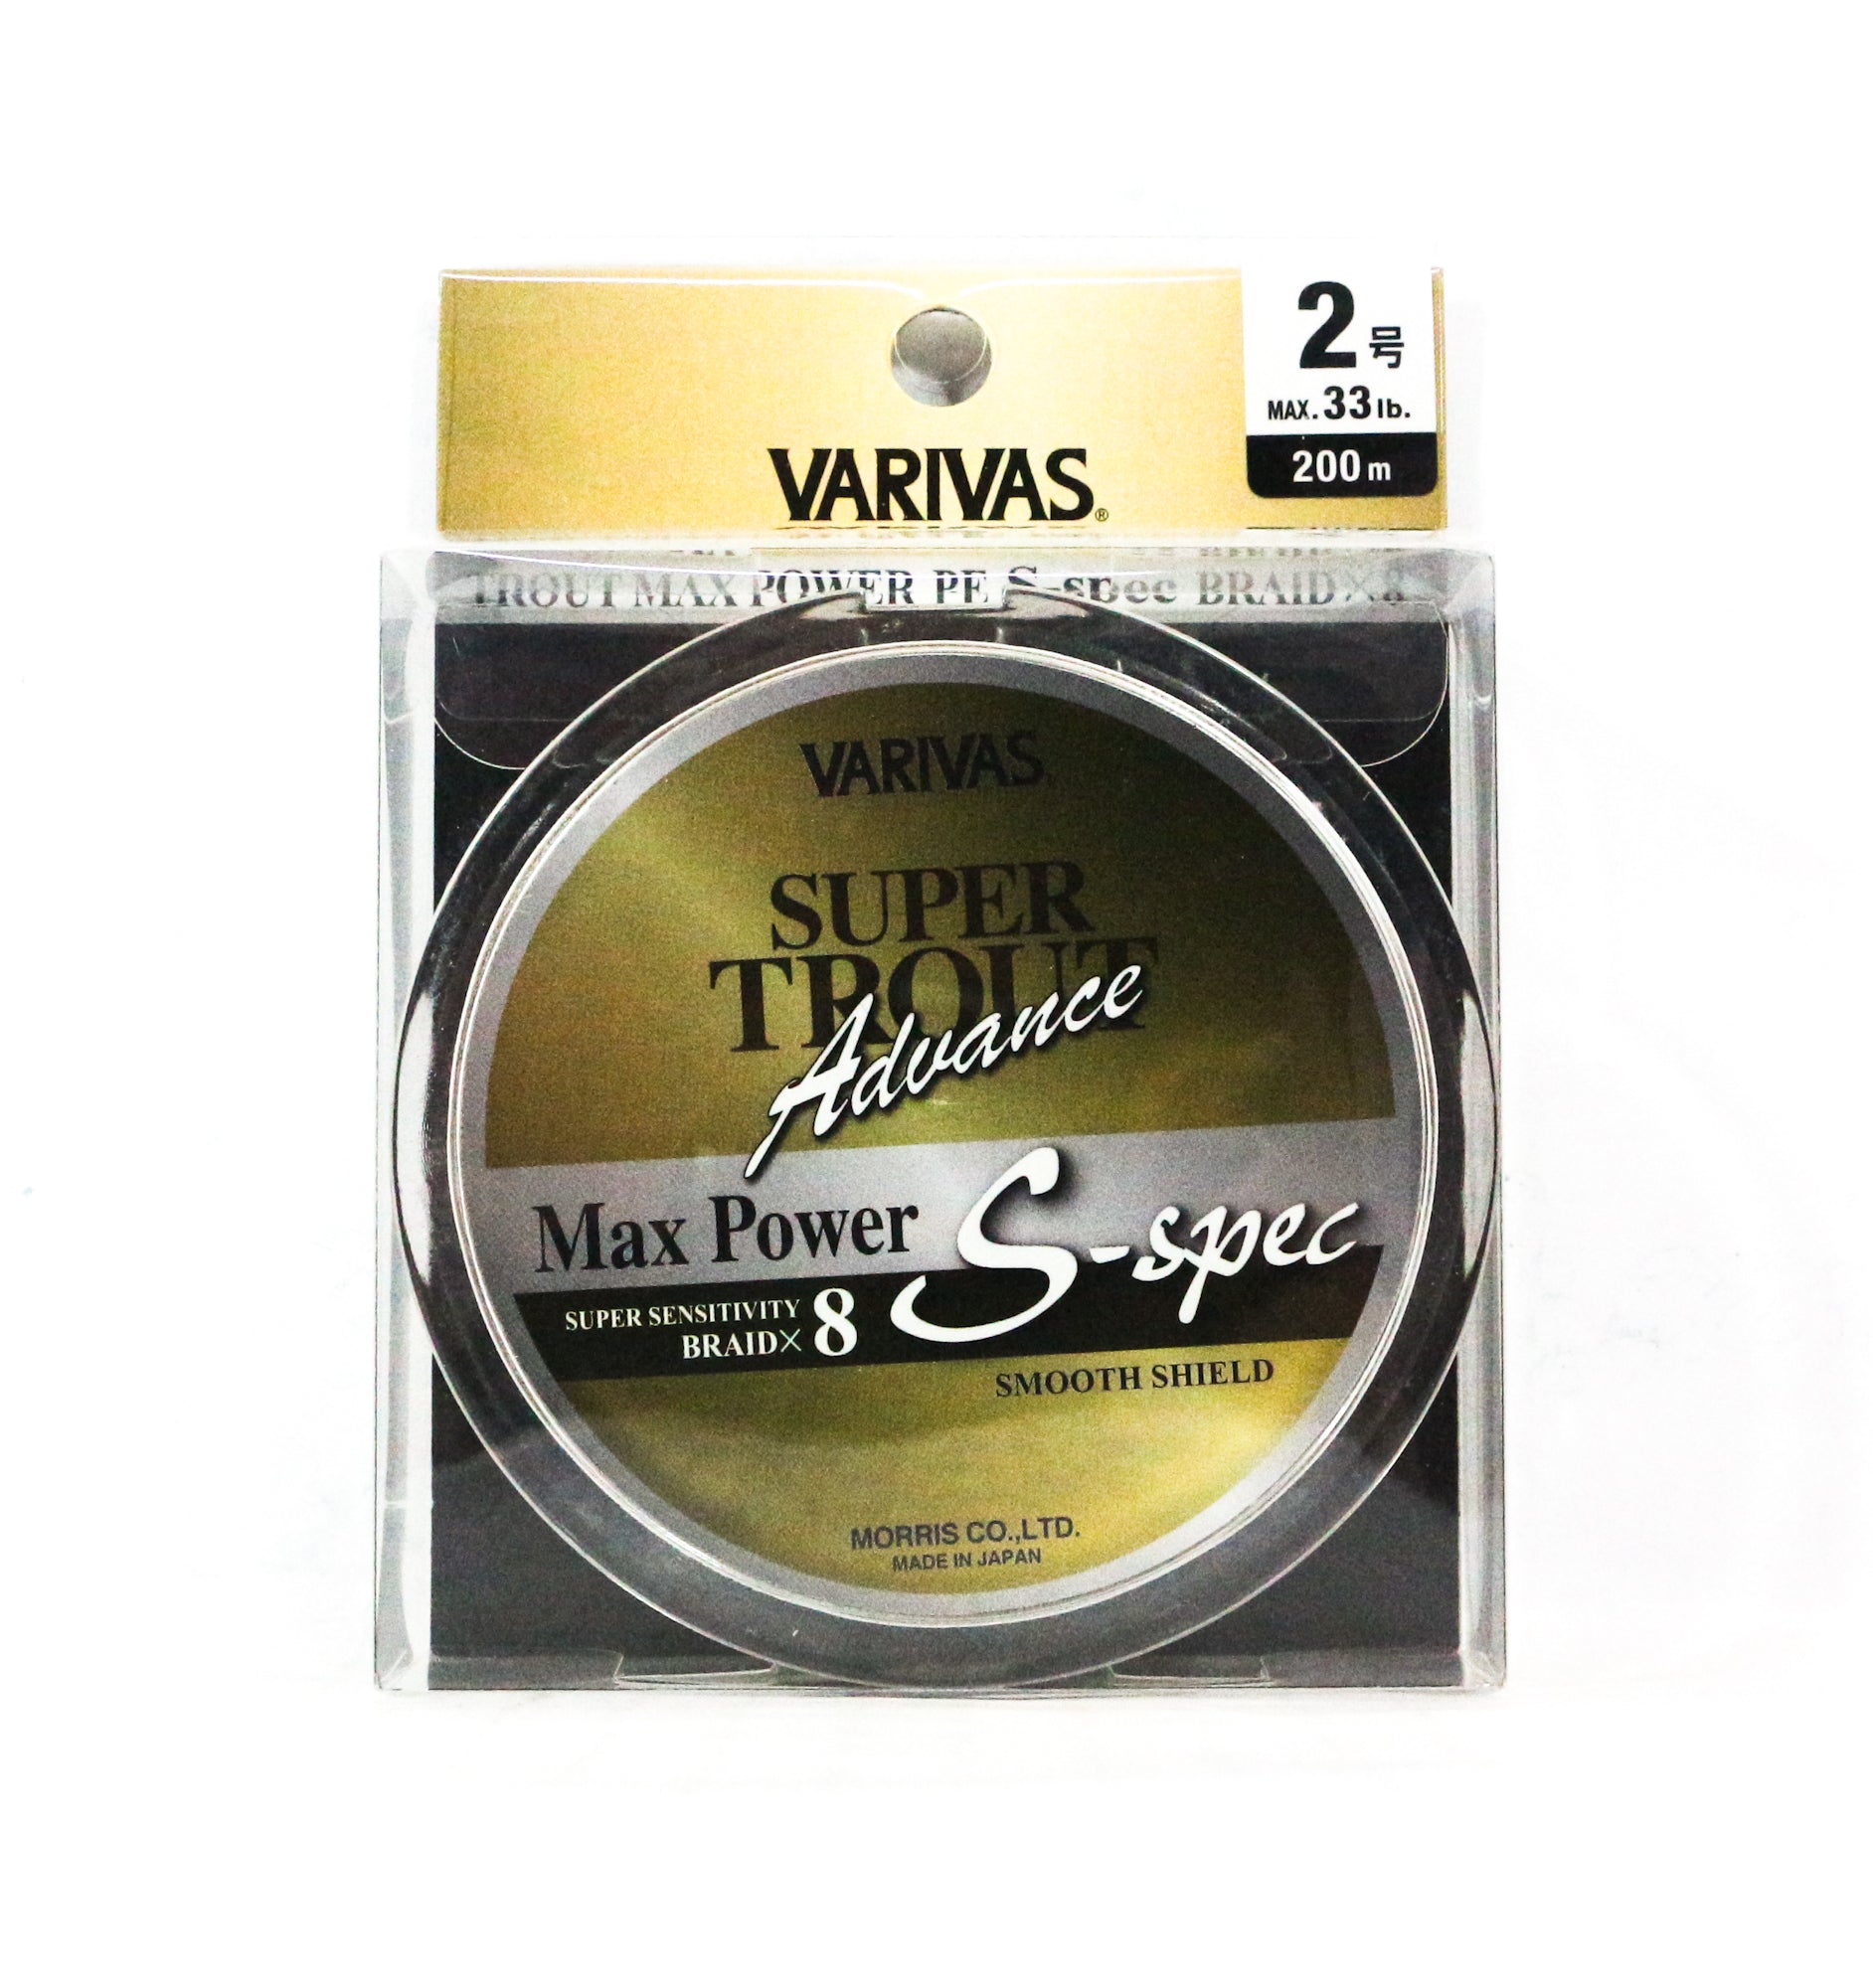 2号
MAX. 33 lb.
200 m
VARIVAS®
TROUT MAX POWER PE S-spec BRAID×8
VARIVAS
SUPER
TROUT
Advance
Max Power S-spec
SUPER SENSITIVITY
BRAID× 8
SMOOTH SHIELD
MORRIS CO.,LTD.
MADE IN JAPAN